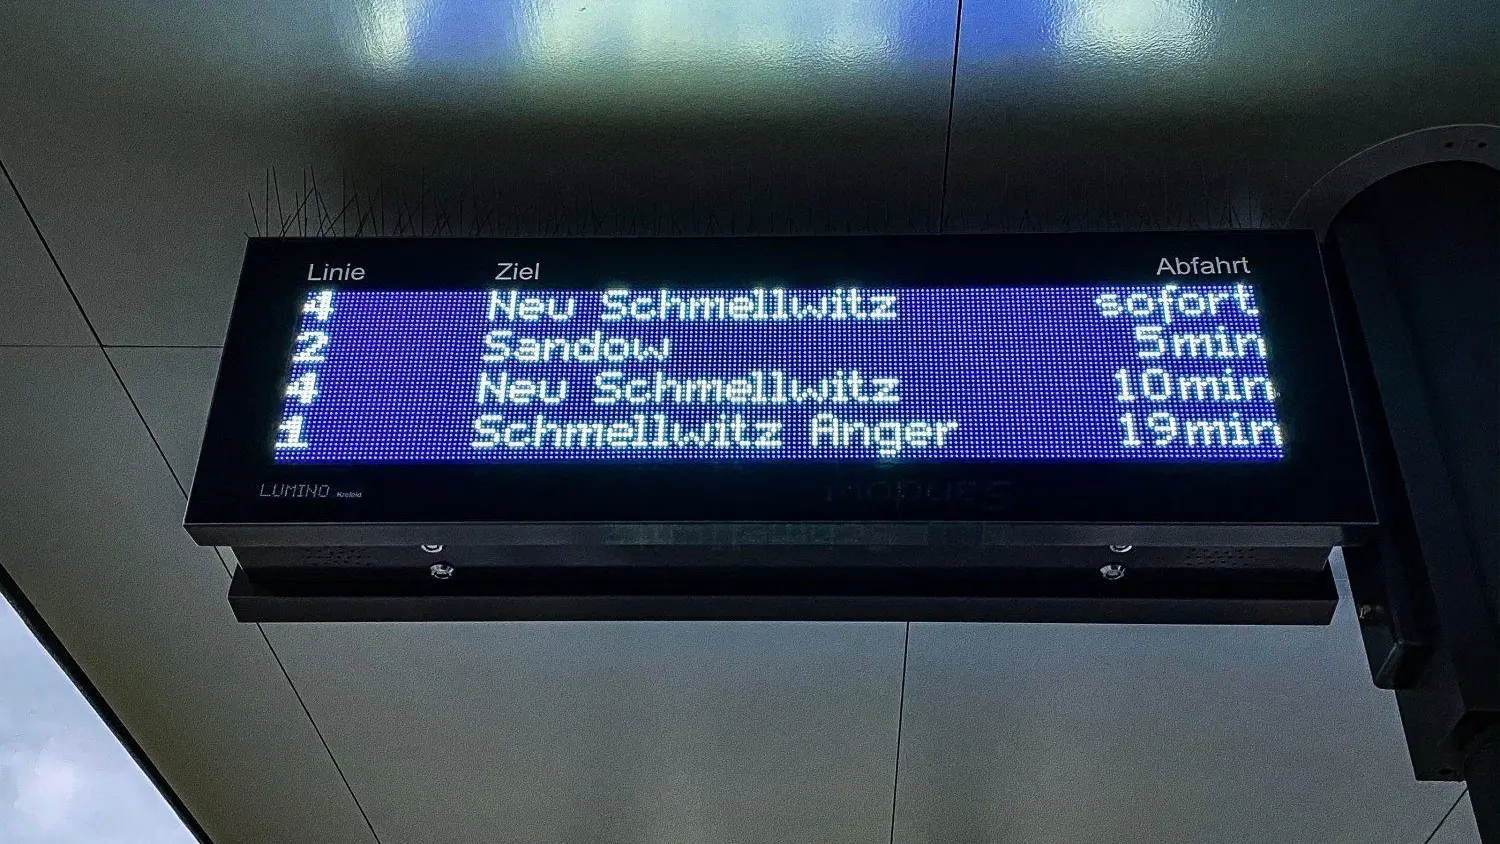 Linie Ziel Abfahrt
4 Neu Schmellwitz sofort
2 Sandow 5min
4 Neu Schmellwitz 10min
1 Schmellwitz Anger 19min
LUMINO Krefeld